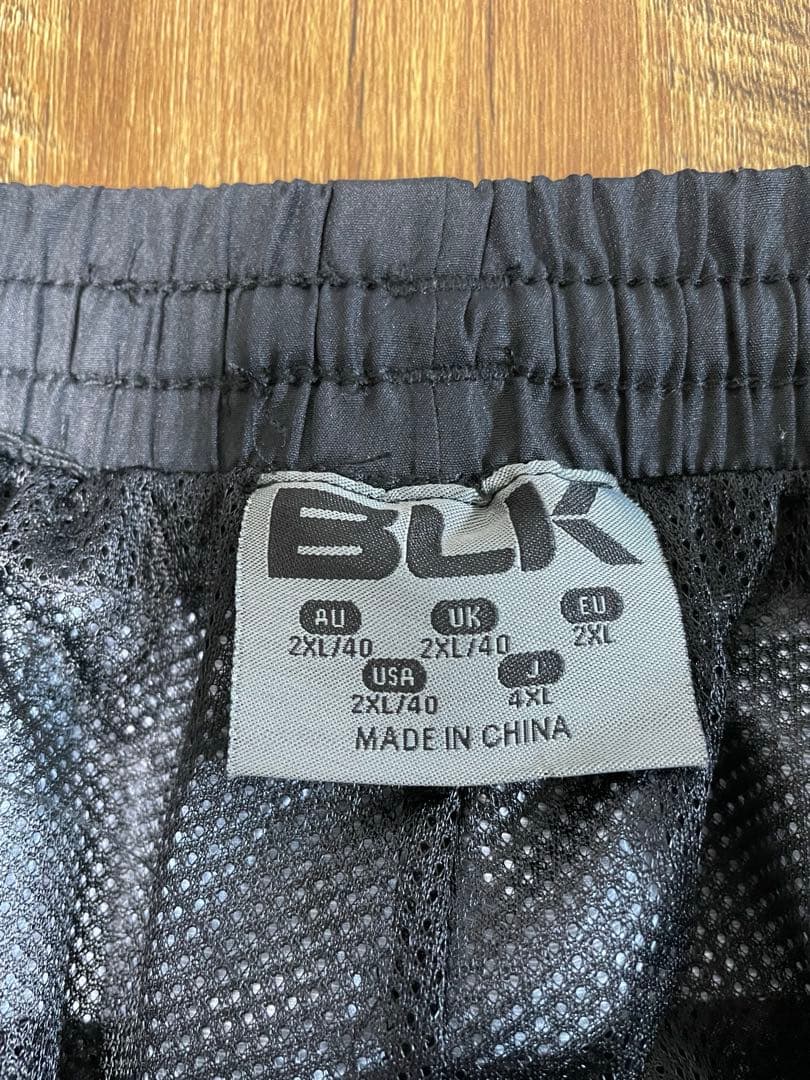 BLK
AU UK EU
2XL/40 2XL/40 2XL
USA J
2XL/40 4XL
MADE IN CHINA